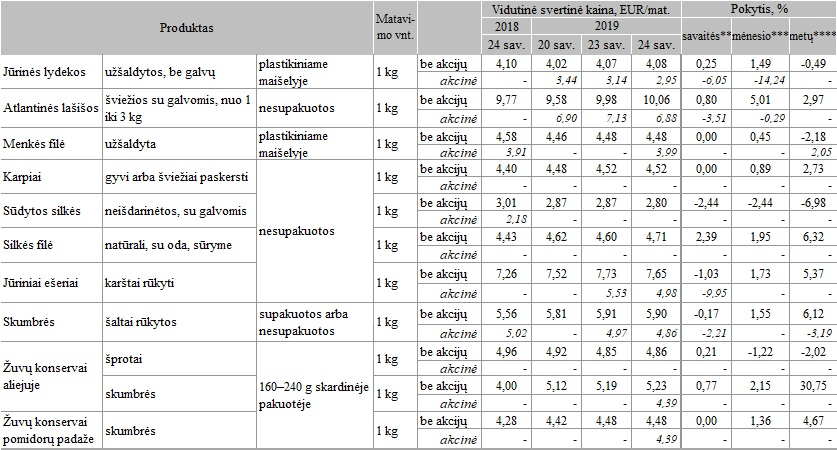 Produktas Matavi- Vidutinė svertinė kaina, EUR/mat. Pokytis, %
mo vnt. 2018 2019 savaitės** mėnesio*** metų****
24 sav. 20 sav. 23 sav. 24 sav.
Jūrinės lydekos užšaldytos, be galvų plastikiniame maišelyje 1 kg be akcijų 4,10 4,02 4,07 4,08 0,25 1,49 -0,49
akcinė - 3,44 3,14 2,95 -6,05 -14,24 -
Atlantinės lašišos šviežios su galvomis, nuo 1 iki 3 kg nesupakuotos 1 kg be akcijų 9,77 9,58 9,98 10,06 0,80 5,01 2,97
akcinė - 6,90 7,13 6,88 -3,51 -0,29 -
Menkės filė užšaldyta plastikiniame maišelyje 1 kg be akcijų 4,58 4,46 4,48 4,48 0,00 0,45 -2,18
akcinė 3,91 - - 3,99 - - 2,05
Karpiai gyvi arba šviežiai paskersti nesupakuotos 1 kg be akcijų 4,40 4,48 4,52 4,52 0,00 0,89 2,73
akcinė - - - - - - -
Sūdytos silkės neišdarinėtos, su galvomis 1 kg be akcijų 3,01 2,87 2,87 2,80 -2,44 -2,44 -6,98
akcinė 2,18 - - - - - -
Silkės filė natūrali, su oda, sūryme 1 kg be akcijų 4,43 4,62 4,60 4,71 2,39 1,95 6,32
akcinė - - - - - - -
Jūriniai ešeriai karštai rūkyti 1 kg be akcijų 7,26 7,52 7,73 7,65 -1,03 1,73 5,37
akcinė - - 5,53 4,98 -9,95 - -
Skumbrės šaltai rūkytos supakuotos arba nesupakuotos 1 kg be akcijų 5,56 5,81 5,91 5,90 -0,17 1,55 6,12
akcinė 5,02 - 4,97 4,86 -2,21 - -3,19
Žuvų konservai aliejuje šprotai 160–240 g skardinėje pakuotėje 1 kg be akcijų 4,96 4,92 4,85 4,86 0,21 -1,22 -2,02
akcinė - - - - - - -
skumbrės 1 kg be akcijų 4,00 5,12 5,19 5,23 0,77 2,15 30,75
akcinė - - - 4,39 - - -
Žuvų konservai pomidorų padaže skumbrės 1 kg be akcijų 4,28 4,42 4,48 4,48 0,00 1,36 4,67
akcinė - - - 4,39 - - -